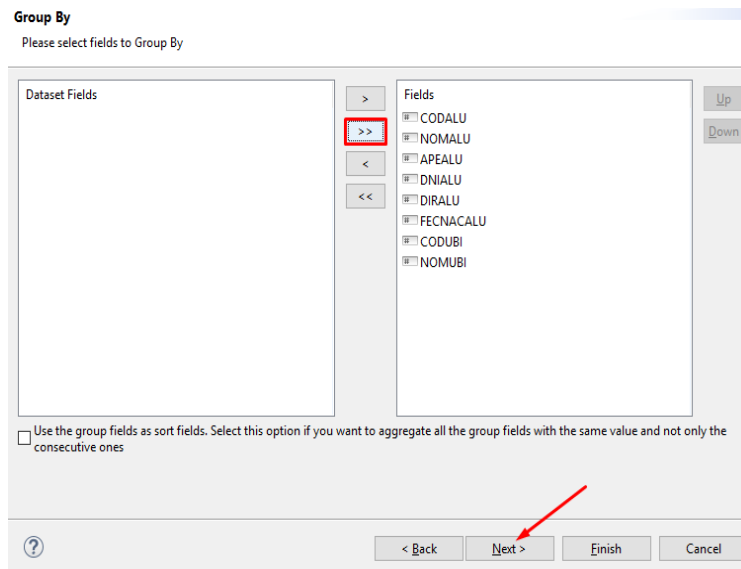 Group By
Please select fields to Group By
Dataset Fields
>
>>
<
<<
Fields
CODALU
NOMALU
APEALU
DNIALU
DIRALU
FECNACALU
CODUBI
NOMUBI
Up
Down
Use the group fields as sort fields. Select this option if you want to aggregate all the group fields with the same value and not only the
consecutive ones
?
< Back
Next >
Finish
Cancel